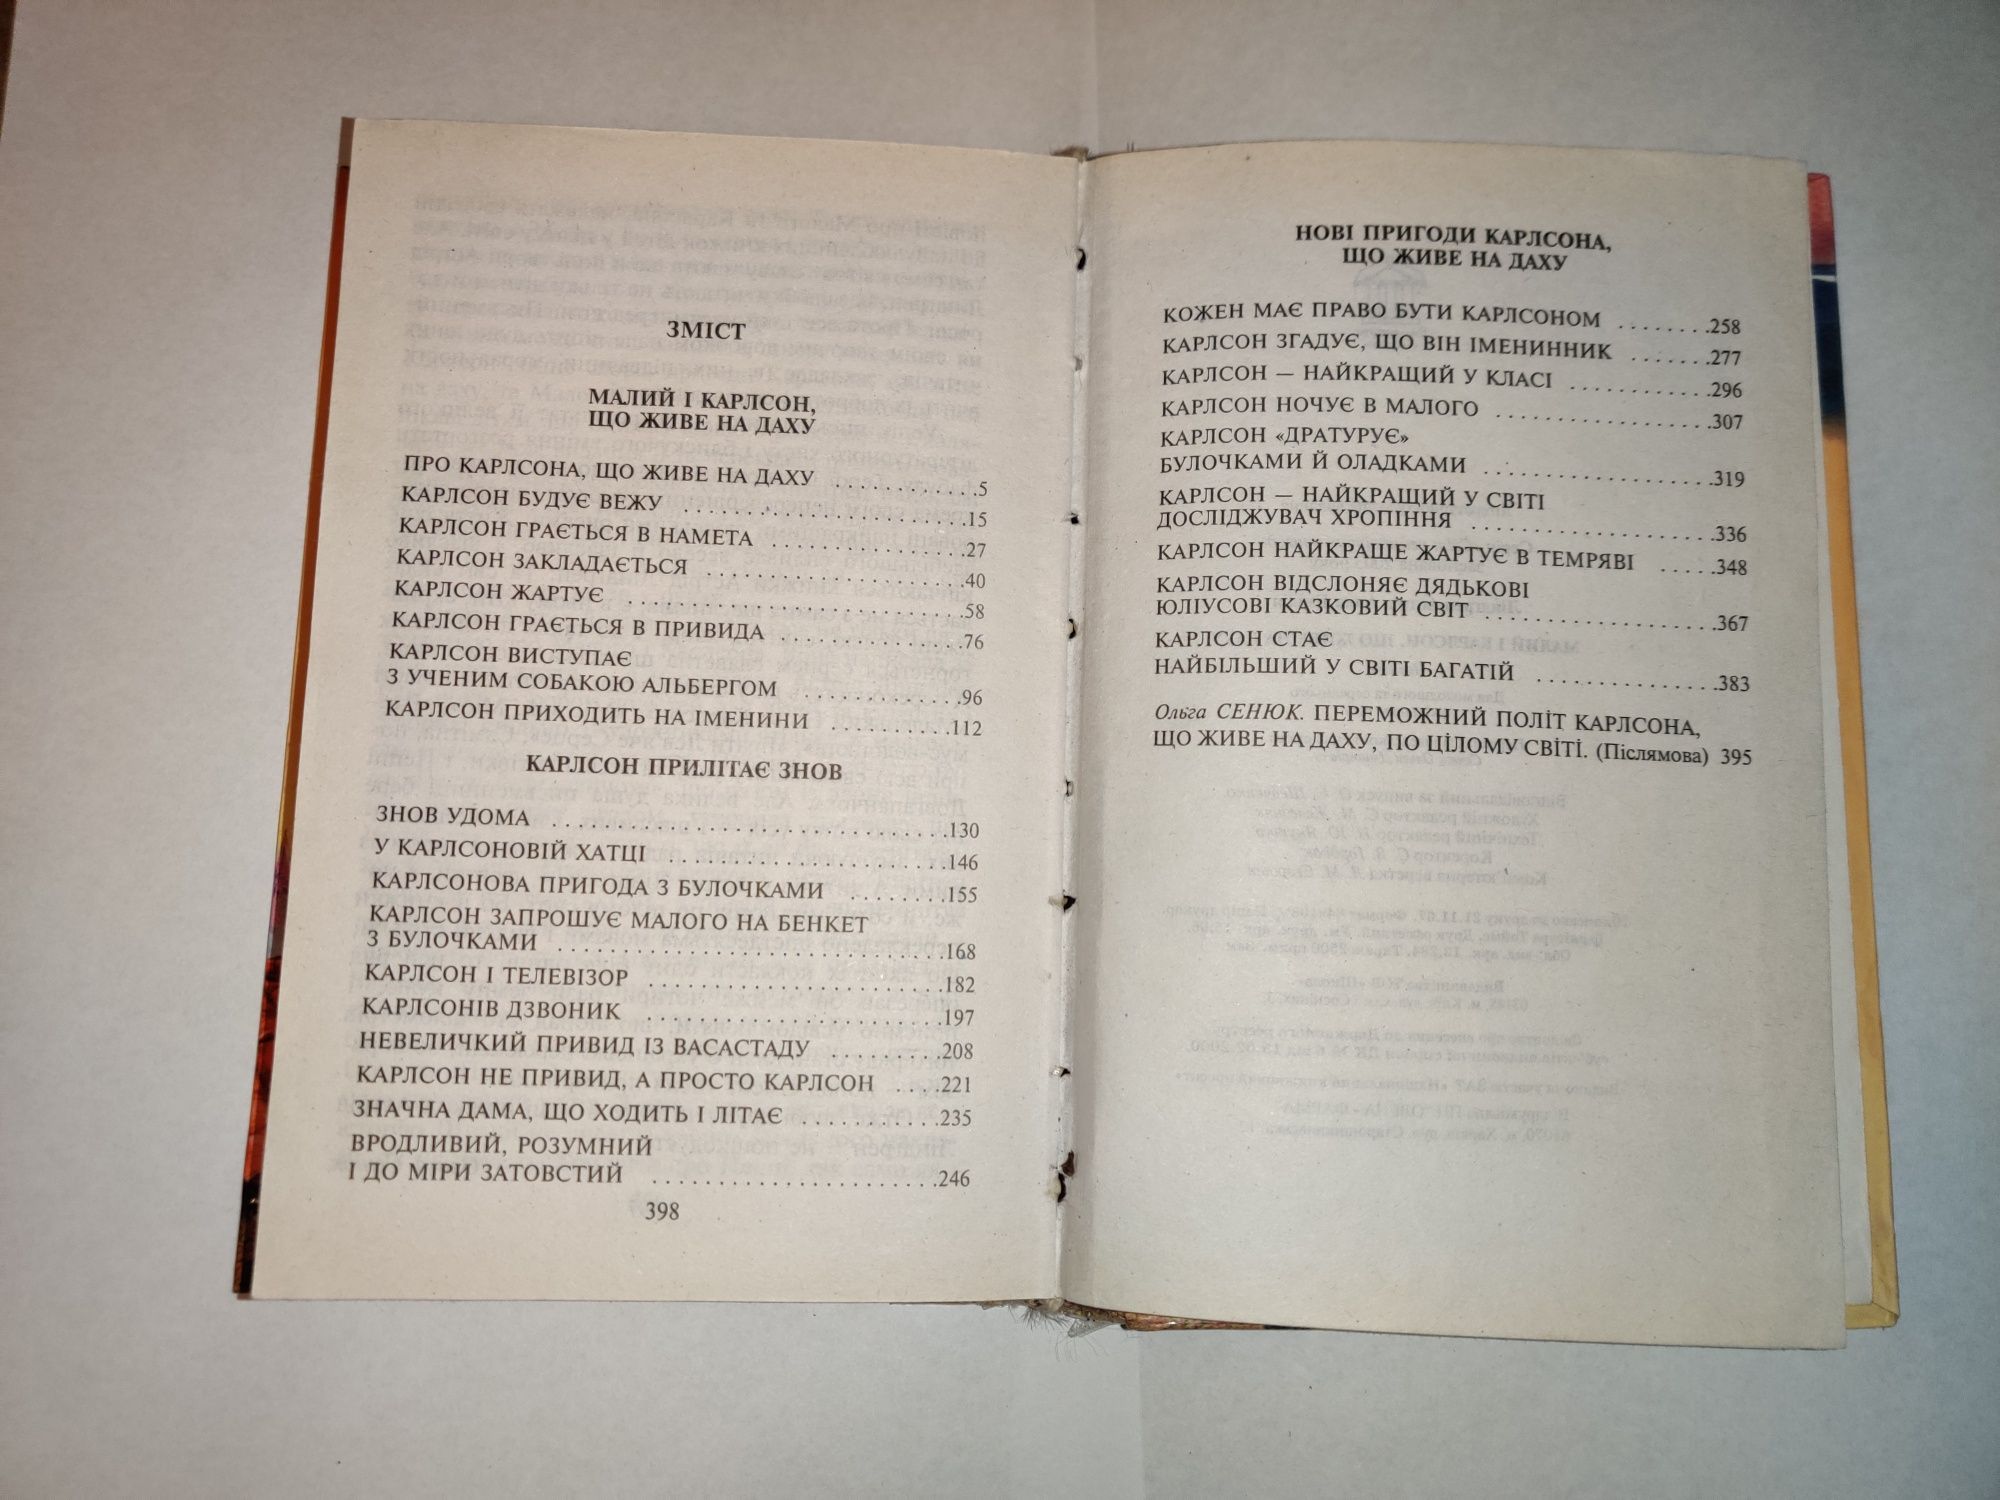 ЗМІСТ
МАЛИЙ І КАРЛСОН,
ЩО ЖИВЕ НА ДАХУ
ПРО КАРЛСОНА, ЩО ЖИВЕ НА ДАХУ ............5
КАРЛСОН БУДУЄ ВЕЖУ ......................15
КАРЛСОН ГРАЄТЬСЯ В НАМЕТА ...............27
КАРЛСОН ЗАКЛАДАЄТЬСЯ ....................40
КАРЛСОН ЖАРТУЄ ..........................58
КАРЛСОН ГРАЄТЬСЯ В ПРИВИДА ..............76
КАРЛСОН ВИСТУПАЄ
З УЧЕНИМ СОБАКОЮ АЛЬБЕРГОМ ..............96
КАРЛСОН ПРИХОДИТЬ НА ІМЕНИНИ ...........112
КАРЛСОН ПРИЛІТАЄ ЗНОВ
ЗНОВ УДОМА .............................130
У КАРЛСОНОВІЙ ХАТЦІ ....................146
КАРЛСОНОВА ПРИГОДА З БУЛОЧКАМИ ........155
КАРЛСОН ЗАПРОШУЄ МАЛОГО НА БЕНКЕТ
З БУЛОЧКАМИ ............................168
КАРЛСОН І ТЕЛЕВІЗОР ....................182
КАРЛСОНІВ ДЗВОНИК ......................197
НЕВЕЛИЧКИЙ ПРИВИД ІЗ ВАСАСТАДУ .........208
КАРЛСОН НЕ ПРИВИД, А ПРОСТО КАРЛСОН ....221
ЗНАЧНА ДАМА, ЩО ХОДИТЬ І ЛІТАЄ .........235
ВРОДЛИВИЙ, РОЗУМНИЙ
І ДО МІРИ ЗАТОВСТИЙ ....................246
398
НОВІ ПРИГОДИ КАРЛСОНА,
ЩО ЖИВЕ НА ДАХУ
КОЖЕН МАЄ ПРАВО БУТИ КАРЛСОНОМ ........258
КАРЛСОН ЗГАДУЄ, ЩО ВІН ІМЕНИННИК .......277
КАРЛСОН — НАЙКРАЩИЙ У КЛАСІ ............296
КАРЛСОН НОЧУЄ В МАЛОГО .................307
КАРЛСОН «ДРАТУРУЄ»
БУЛОЧКАМИ Й ОЛАДКАМИ ...................319
КАРЛСОН — НАЙКРАЩИЙ У СВІТІ
ДОСЛІДЖУВАЧ ХРОПІННЯ ...................336
КАРЛСОН НАЙКРАЩЕ ЖАРТУЄ В ТЕМРЯВІ .....348
КАРЛСОН ВІДСЛОНЯЄ ДЯДЬКОВІ
ЮЛІУСОВІ КАЗКОВИЙ СВІТ .................367
КАРЛСОН СТАЄ
НАЙБІЛЬШИЙ У СВІТІ БАГАТІЙ .............383
Ольга СЕНЮК. ПЕРЕМОЖНИЙ ПОЛІТ КАРЛСОНА,
ЩО ЖИВЕ НА ДАХУ, ПО ЦІЛОМУ СВІТІ. (Післямова) 395